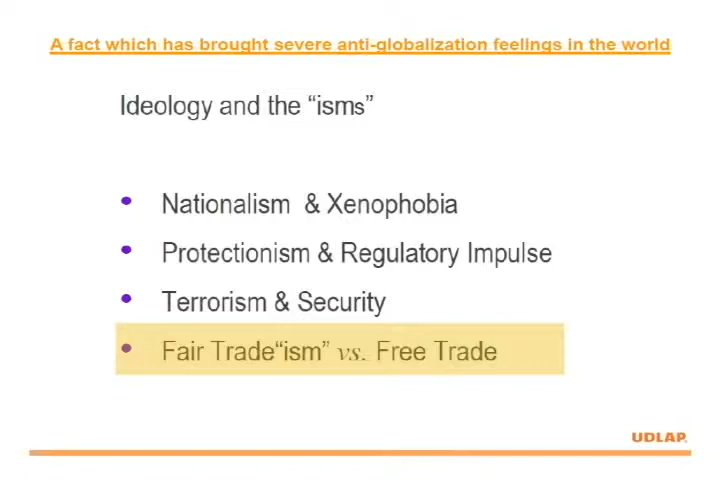 A fact which has brought severe anti-globalization feelings in the world
Ideology and the “isms”
• Nationalism & Xenophobia
• Protectionism & Regulatory Impulse
• Terrorism & Security
• Fair Trade“ism” vs. Free Trade
UDLAP.